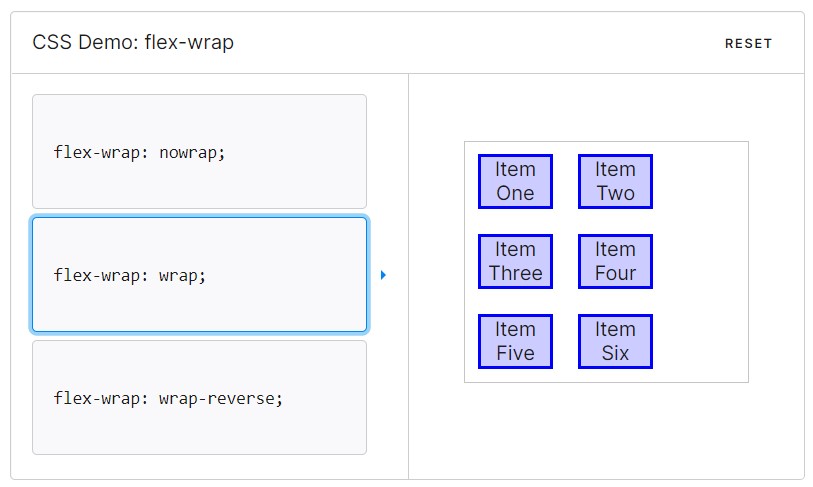 CSS Demo: flex-wrap
RESET
flex-wrap: nowrap;
flex-wrap: wrap;
flex-wrap: wrap-reverse;
Item
One
Item
Two
Item
Three
Item
Four
Item
Five
Item
Six